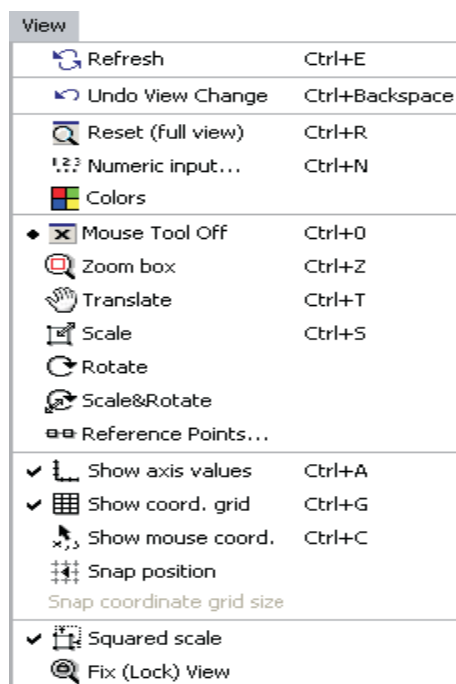 View
Refresh Ctrl+E
Undo View Change Ctrl+Backspace
Reset (full view) Ctrl+R
Numeric input... Ctrl+N
Colors
Mouse Tool Off Ctrl+0
Zoom box Ctrl+Z
Translate Ctrl+T
Scale Ctrl+S
Rotate
Scale&Rotate
Reference Points...
Show axis values Ctrl+A
Show coord. grid Ctrl+G
Show mouse coord. Ctrl+C
Snap position
Snap coordinate grid size
Squared scale
Fix (Lock) View